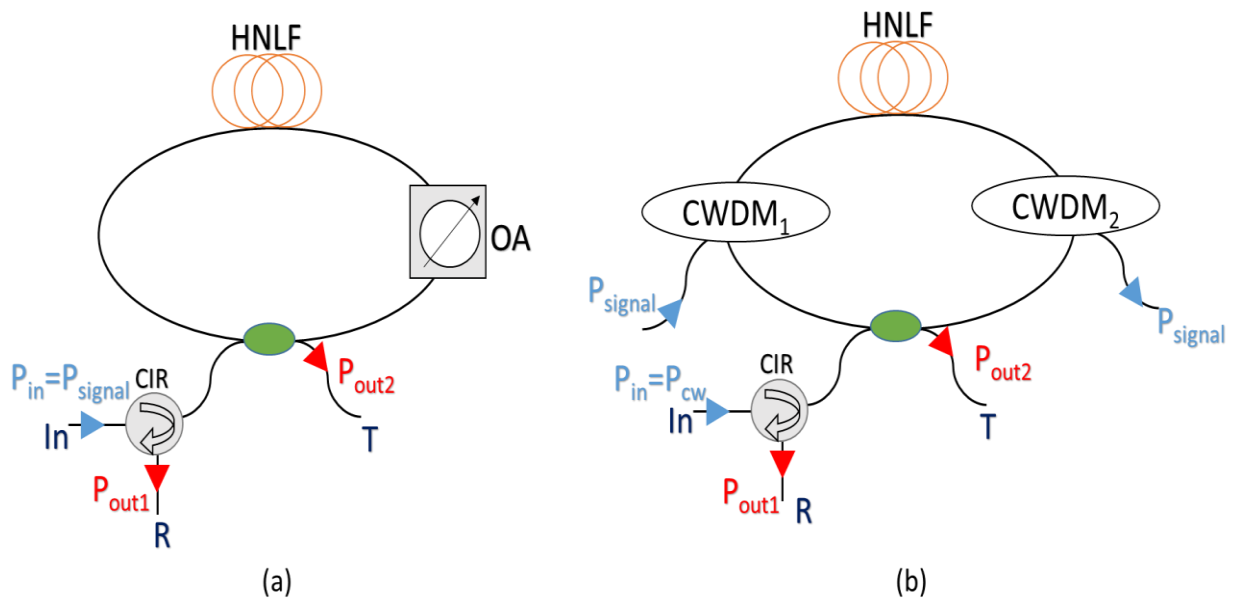 HNLF
OA
P_in=P_signal
CIR
In
P_out1
R
P_out2
T
(a)
HNLF
CWDM_1
CWDM_2
P_signal
P_signal
P_in=P_cw
CIR
In
P_out1
R
P_out2
T
(b)